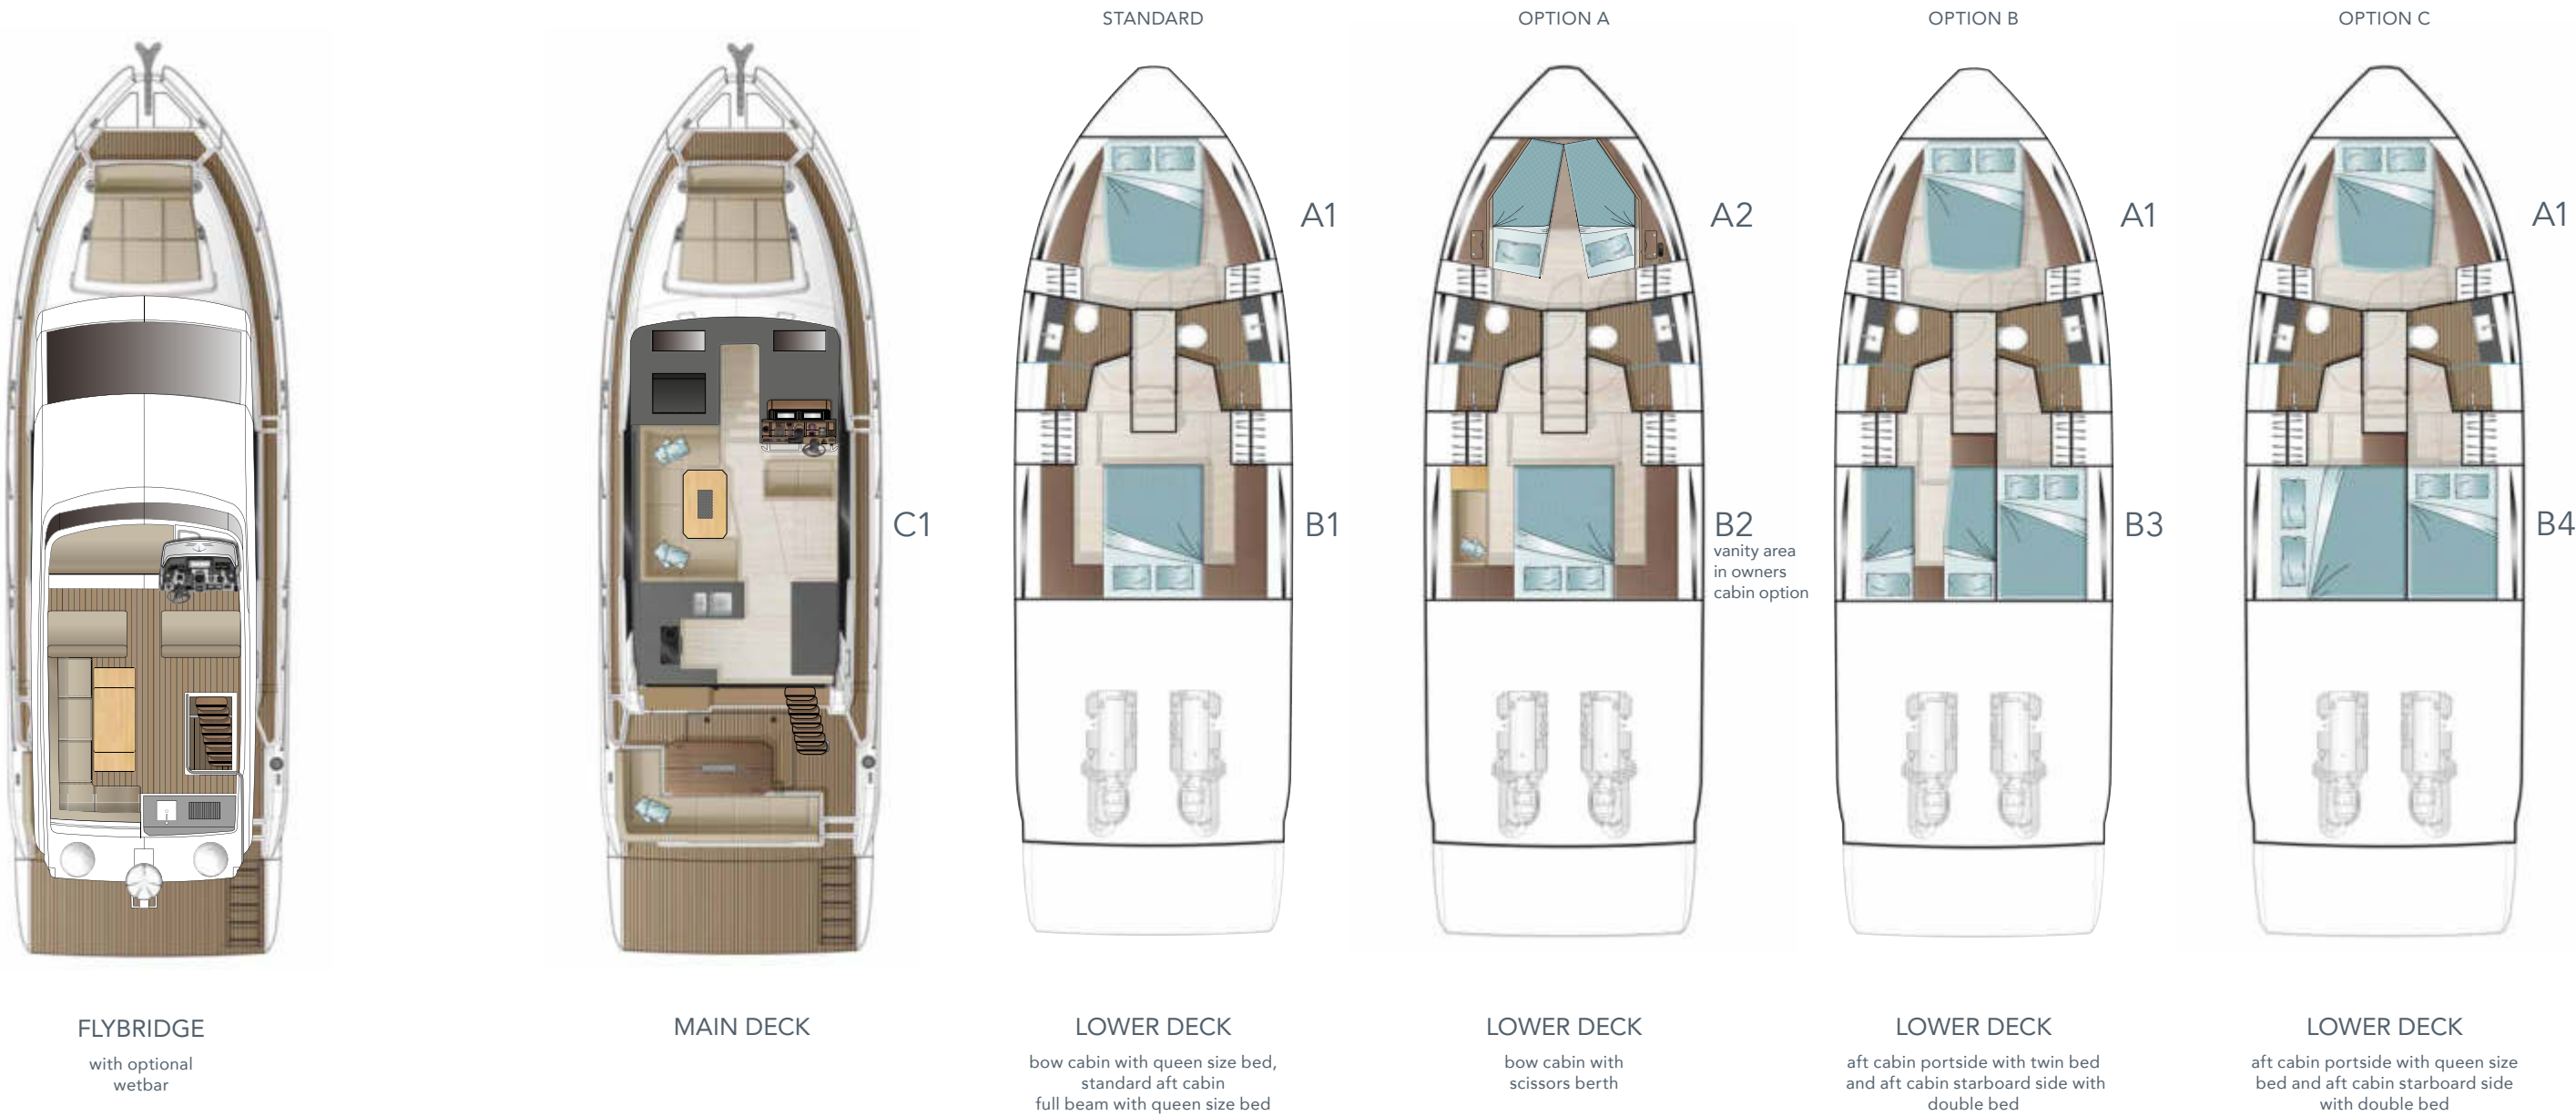 STANDARD
OPTION A
OPTION B
OPTION C
A1
A2
A1
A1
C1
B1
B2
vanity area
in owners
cabin option
B3
B4
FLYBRIDGE
with optional
wetbar
MAIN DECK
LOWER DECK
bow cabin with queen size bed,
standard aft cabin
full beam with queen size bed
LOWER DECK
bow cabin with
scissors berth
LOWER DECK
aft cabin portside with twin bed
and aft cabin starboard side with
double bed
LOWER DECK
aft cabin portside with queen size
bed and aft cabin starboard side
with double bed